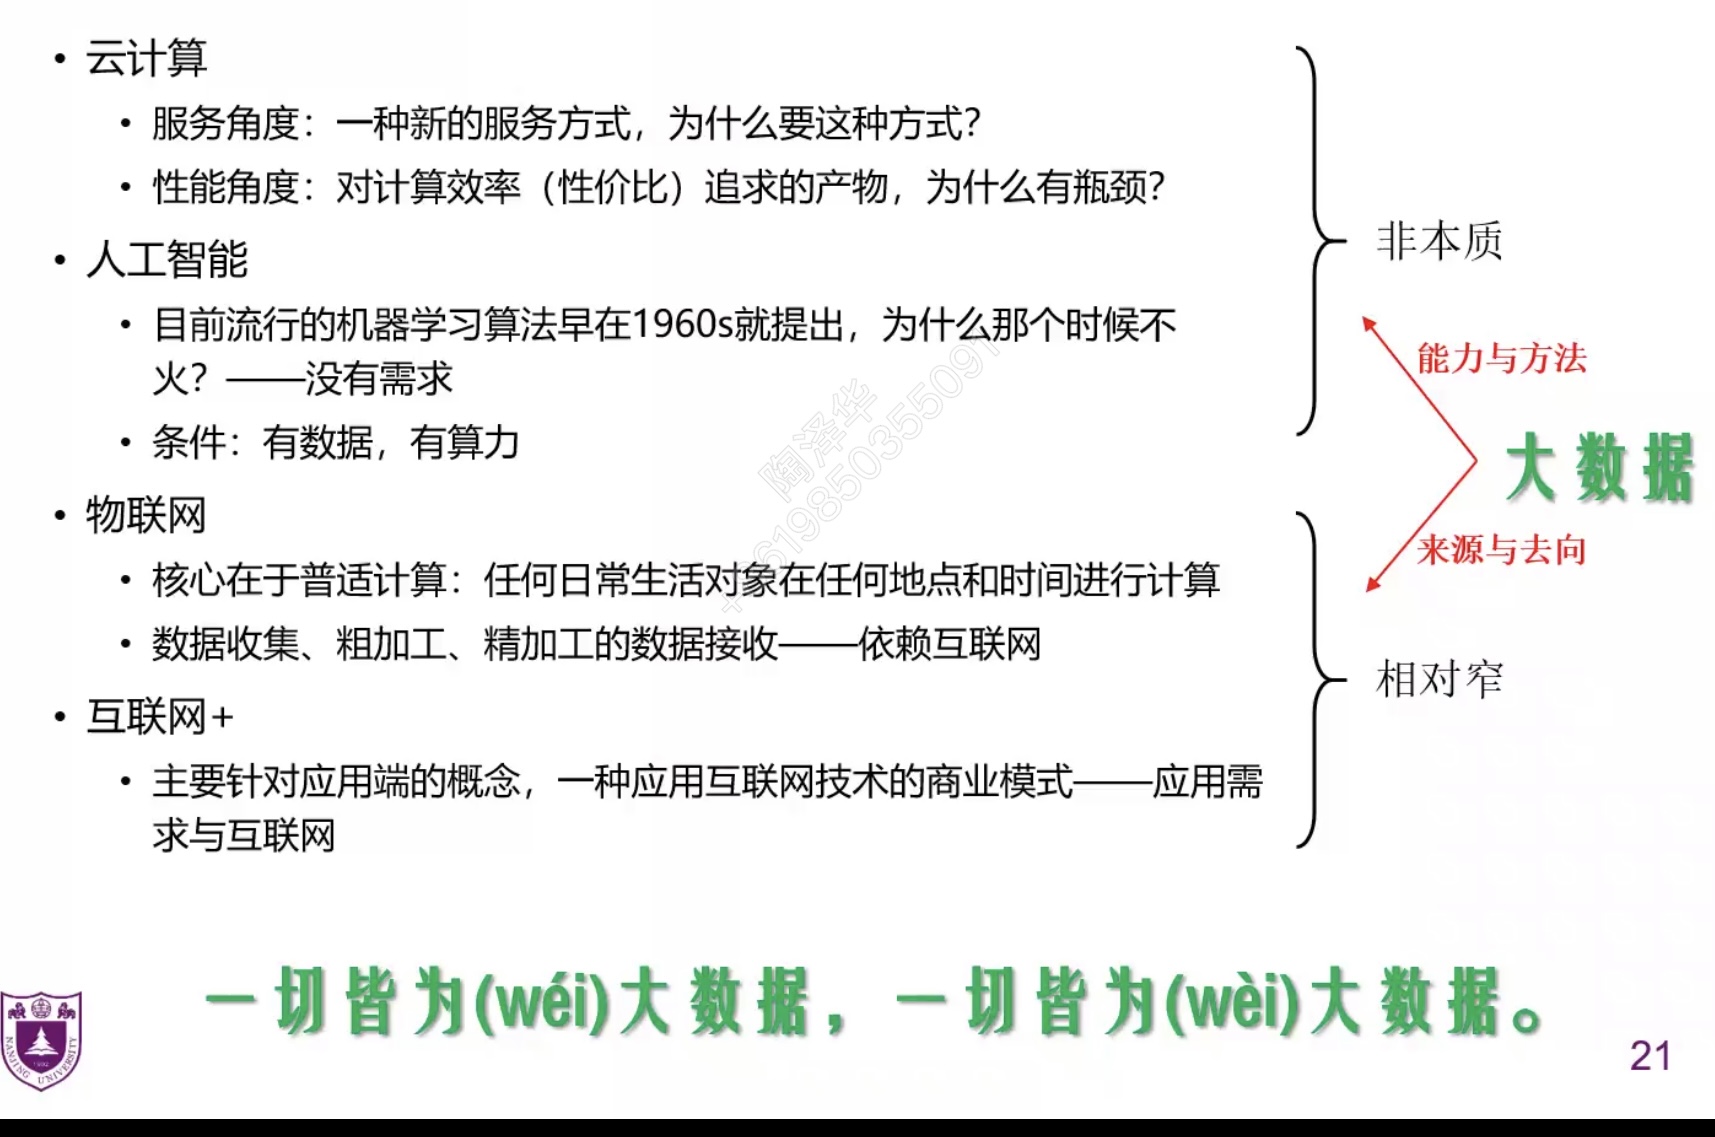 • 云计算
• 服务角度：一种新的服务方式，为什么要这种方式？
• 性能角度：对计算效率（性价比）追求的产物，为什么有瓶颈？
• 人工智能
• 目前流行的机器学习算法早在1960s就提出，为什么那个时候不
火？——没有需求
• 条件：有数据，有算力
• 物联网
• 核心在于普适计算：任何日常生活对象在任何地点和时间进行计算
• 数据收集、粗加工、精加工的数据接收——依赖互联网
• 互联网+
• 主要针对应用端的概念，一种应用互联网技术的商业模式——应用需
求与互联网
非本质
能力与方法
大数据
来源与去向
相对窄
陶泽华
+8619850355091
一切皆为(wéi)大数据，一切皆为(wèi)大数据。
NANJING UNIVERSITY
1902
21